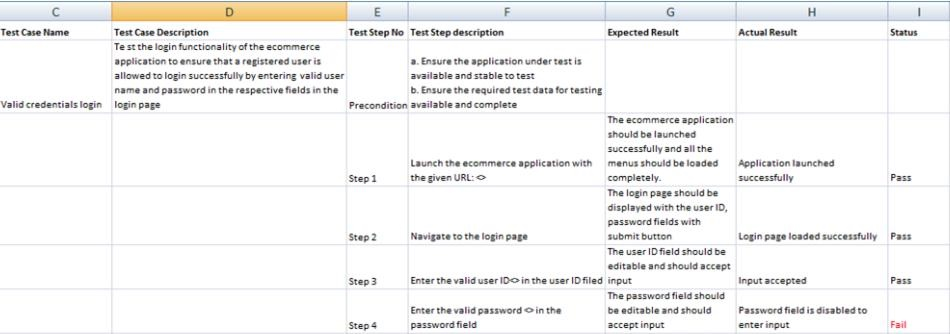 C D E F G H I
Test Case Name Test Case Description Test Step No Test Step description Expected Result Actual Result Status
Te st the login functionality of the ecommerce
application to ensure that a registered user is
allowed to login successfully by entering valid user
name and password in the respective fields in the
login page
Valid credentials login
Precondition
a. Ensure the application under test is
available and stable to test
b. Ensure the required test data for testing
available and complete
Step 1
Launch the ecommerce application with
the given URL: <>
The ecommerce application
should be launched
successfully and all the
menus should be loaded
completely.
Application launched
successfully
Pass
Step 2
Navigate to the login page
The login page should be
displayed with the user ID,
password fields with
submit button
Login page loaded successfully
Pass
Step 3
Enter the valid user ID<> in the user ID filed
The user ID field should be
editable and should accept
input
Input accepted
Pass
Step 4
Enter the valid password <> in the
password field
The password field should
be editable and should
accept input
Password field is disabled to
enter input
Fail